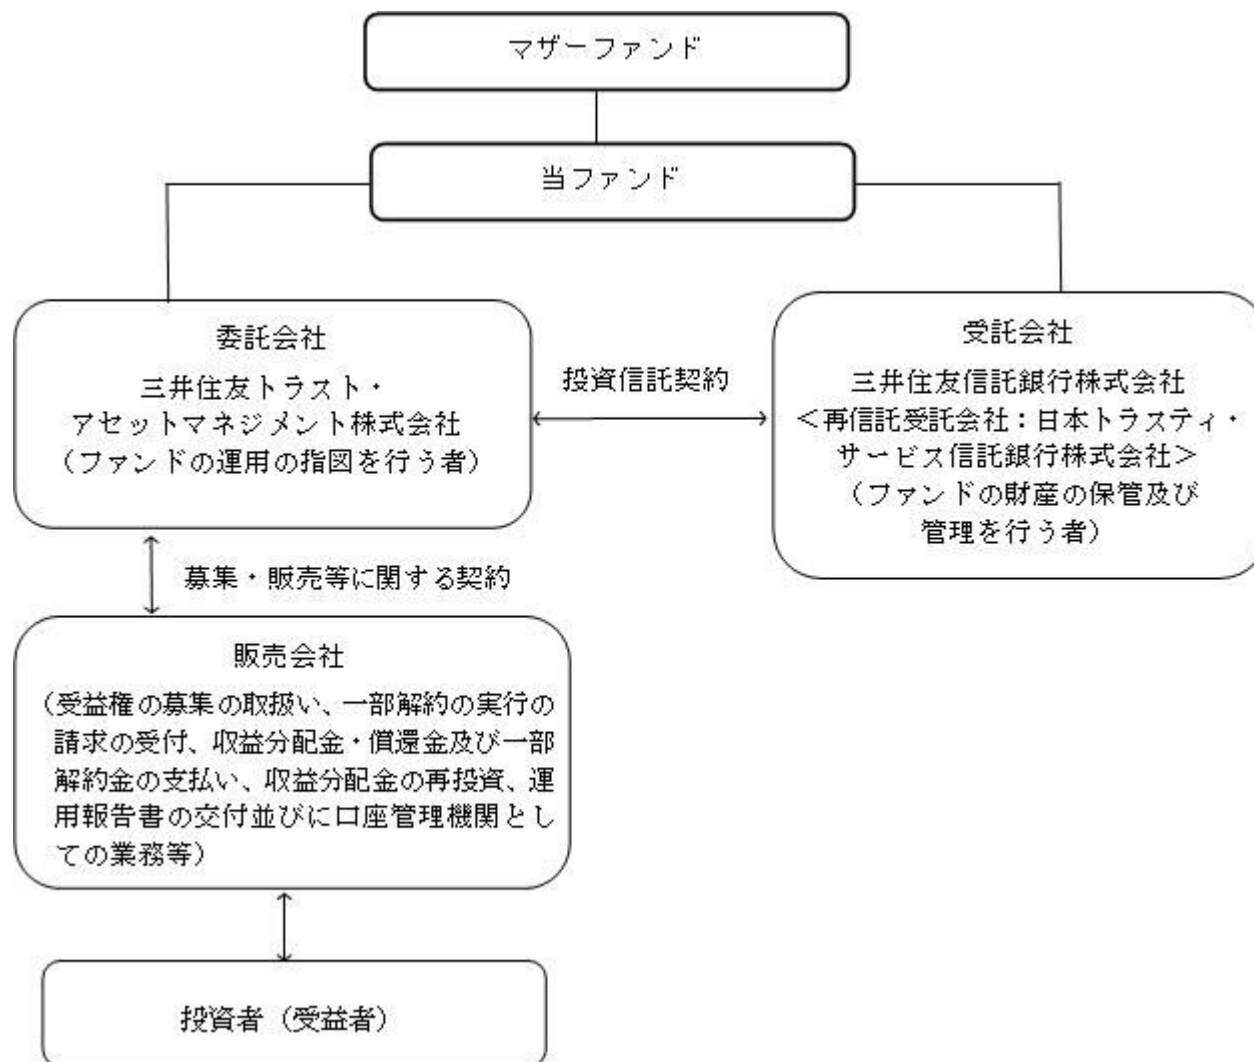 マザーファンド
当ファンド
委託会社
三井住友トラスト・
アセットマネジメント株式会社
（ファンドの運用の指図を行う者）
投資信託契約
受託会社
三井住友信託銀行株式会社
＜再信託受託会社：日本トラスティ・
サービス信託銀行株式会社＞
（ファンドの財産の保管及び
管理を行う者）
募集・販売等に関する契約
販売会社
（受益権の募集の取扱い、一部解約の実行の
請求の受付、収益分配金・償還金及び一部
解約金の支払い、収益分配金の再投資、運
用報告書の交付並びに口座管理機関とし
ての業務等）
投資者（受益者）